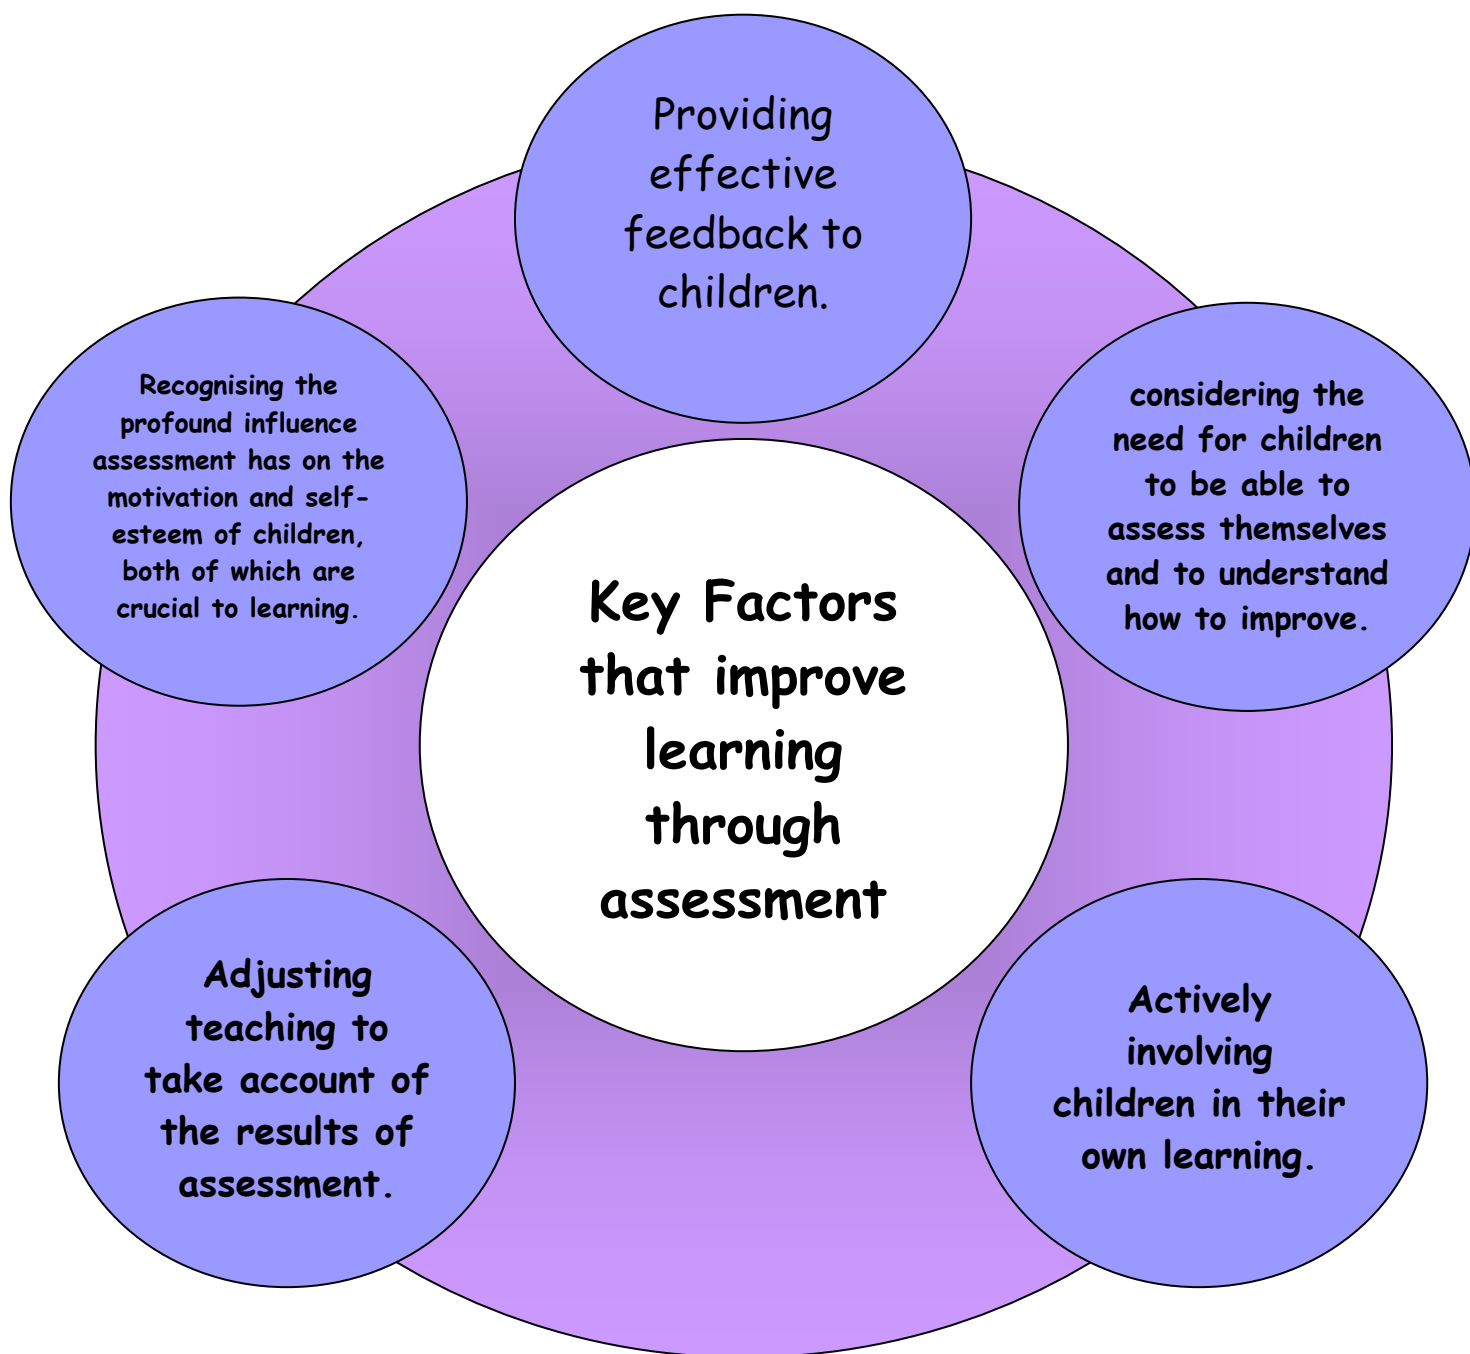 Providing
effective
feedback to
children.
Recognising the
profound influence
assessment has on the
motivation and self-
esteem of children,
both of which are
crucial to learning.
considering the
need for children
to be able to
assess themselves
and to understand
how to improve.
Key Factors
that improve
learning
through
assessment
Adjusting
teaching to
take account of
the results of
assessment.
Actively
involving
children in their
own learning.